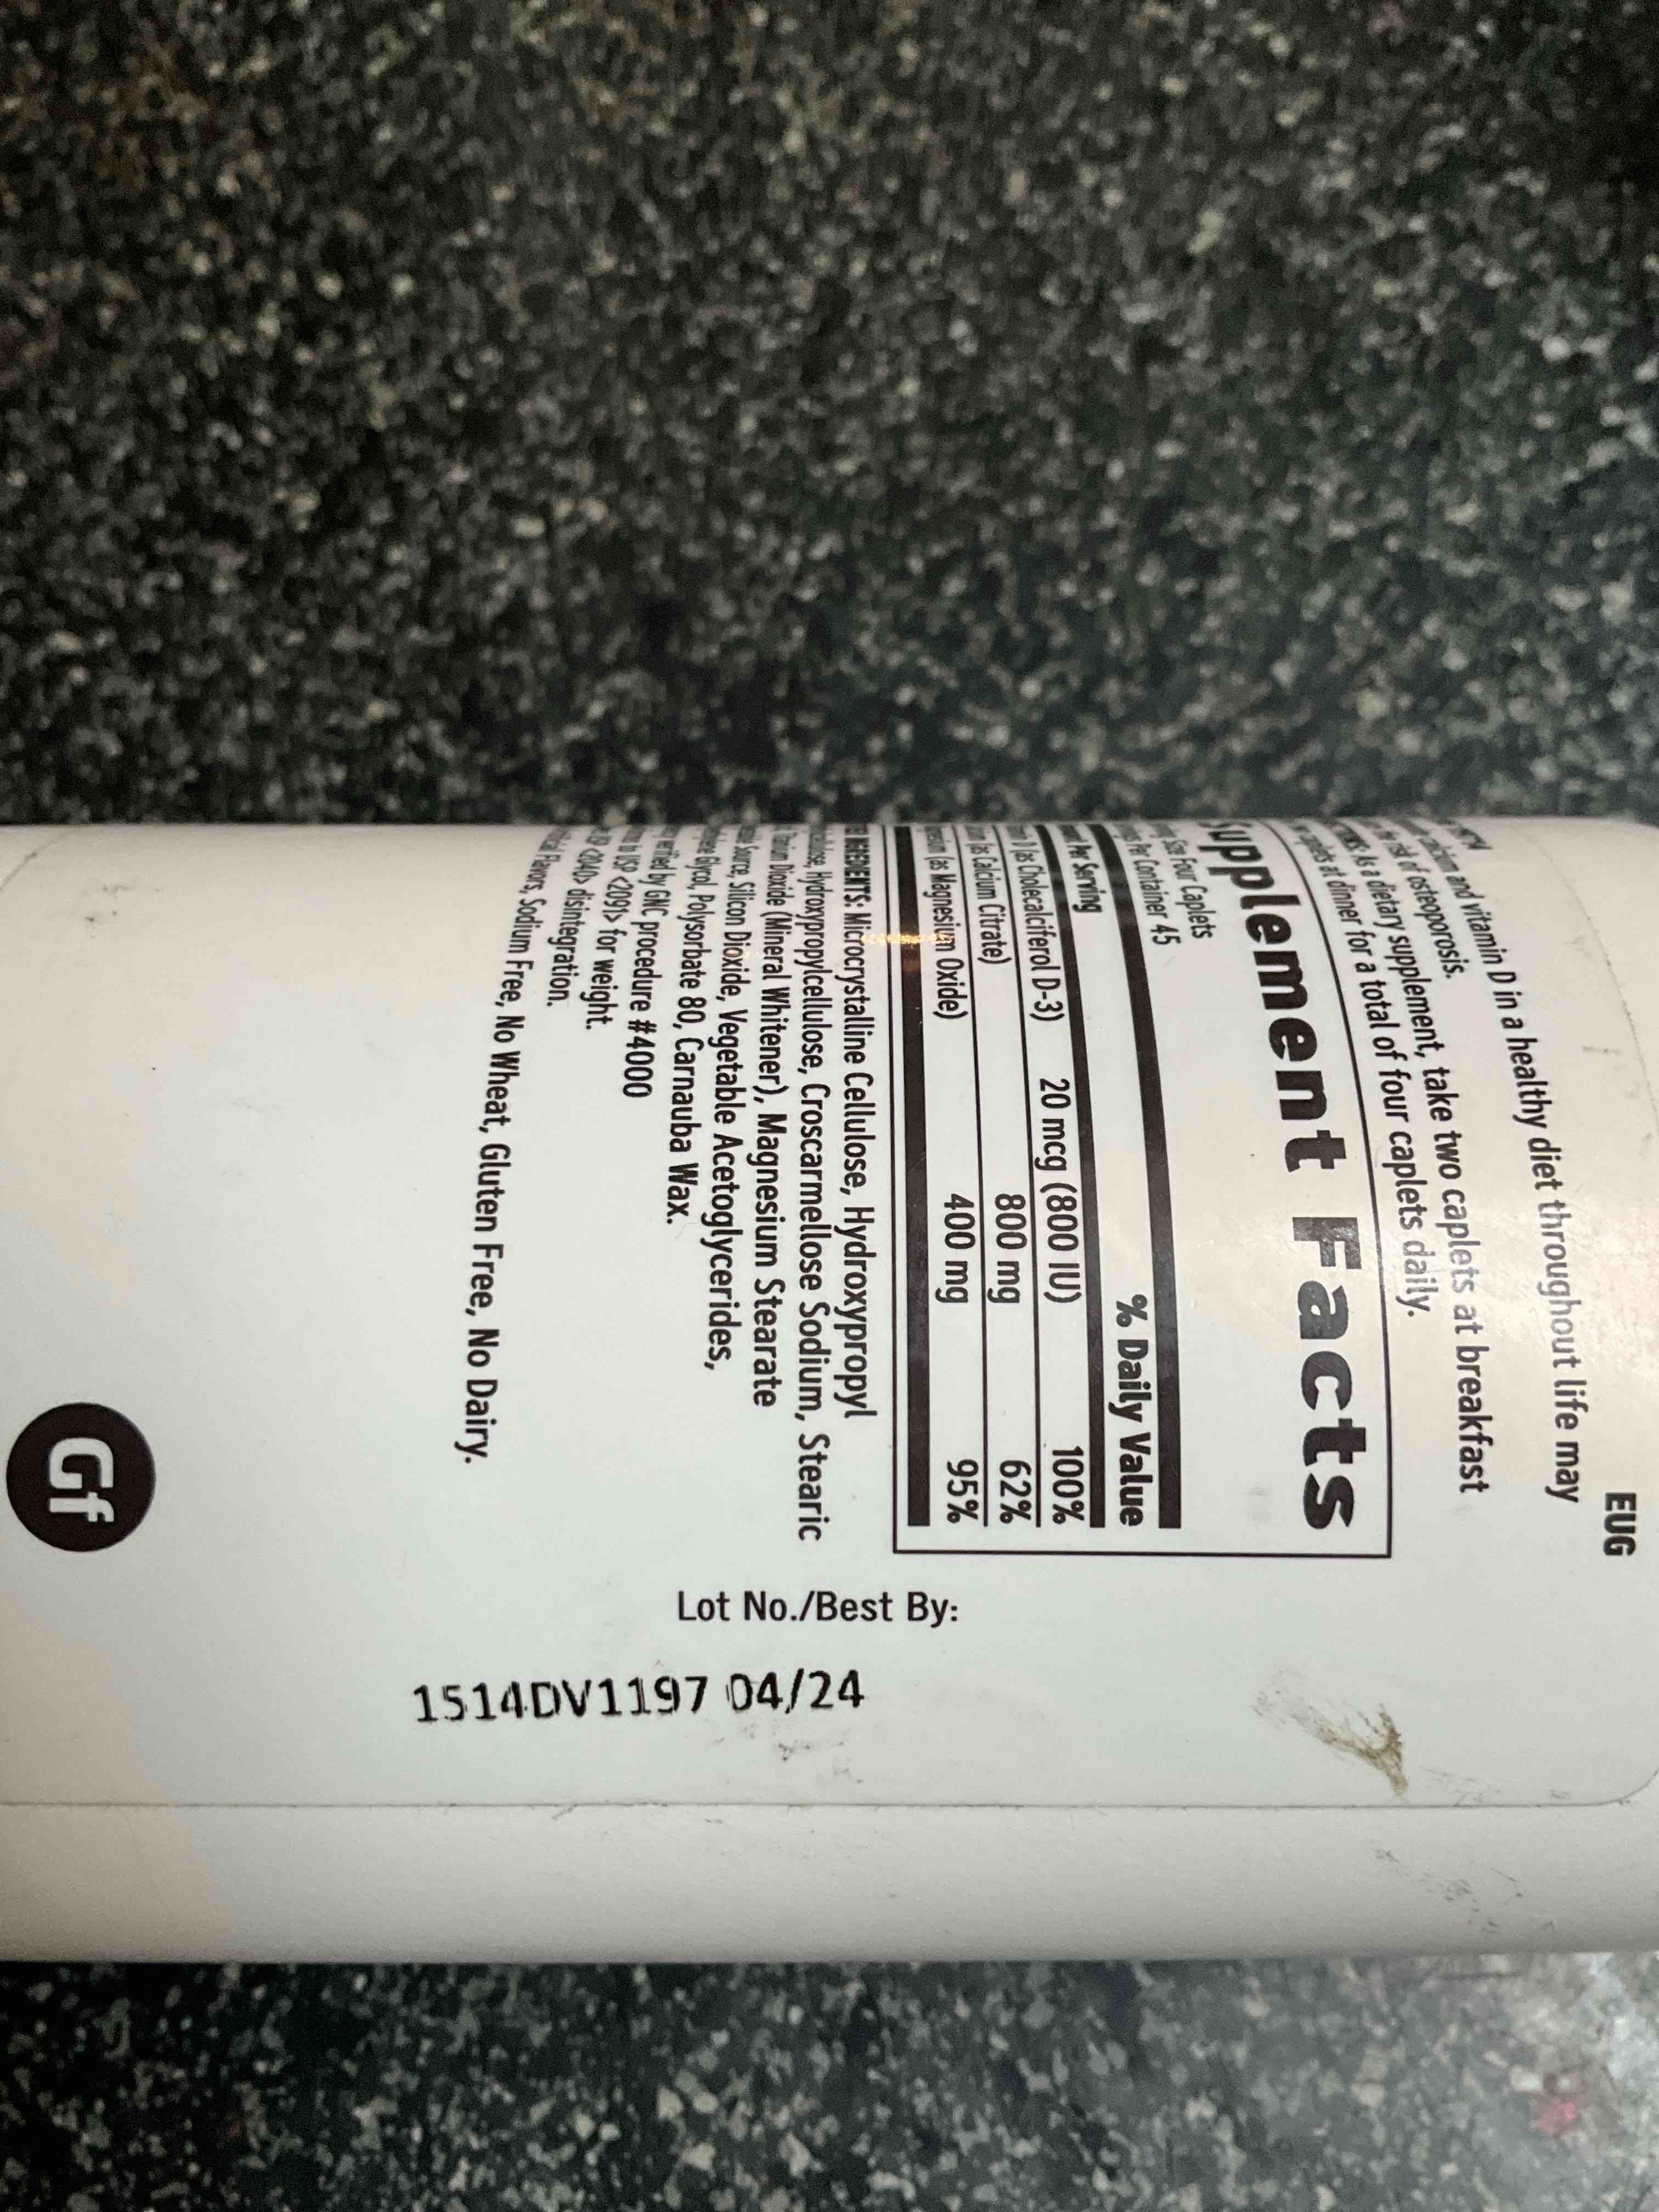 EUG
calcium and vitamin D in a healthy diet throughout life may
risk of osteoporosis.
As a dietary supplement, take two caplets at breakfast
caplets at dinner for a total of four caplets daily.
Supplement Facts
Size Four Caplets
Per Container 45
% Daily Value
Per Serving
(as Cholecalciferol D-3) 20 mcg (800 IU) 100%
(as Calcium Citrate) 800 mg 62%
(as Magnesium Oxide) 400 mg 95%
INGREDIENTS: Microcrystalline Cellulose, Hydroxypropyl
Hydroxypropylcellulose, Croscarmellose Sodium, Stearic
Dioxide (Mineral Whitener), Magnesium Stearate
Source, Silicon Dioxide, Vegetable Acetoglycerides,
Glycol, Polysorbate 80, Carnauba Wax.
verified by GNC procedure #4000
USP <2091> for weight.
<2040> disintegration.
Flavors, Sodium Free, No Wheat, Gluten Free, No Dairy.
Gf
Lot No./Best By:
1514DV1197 04/24